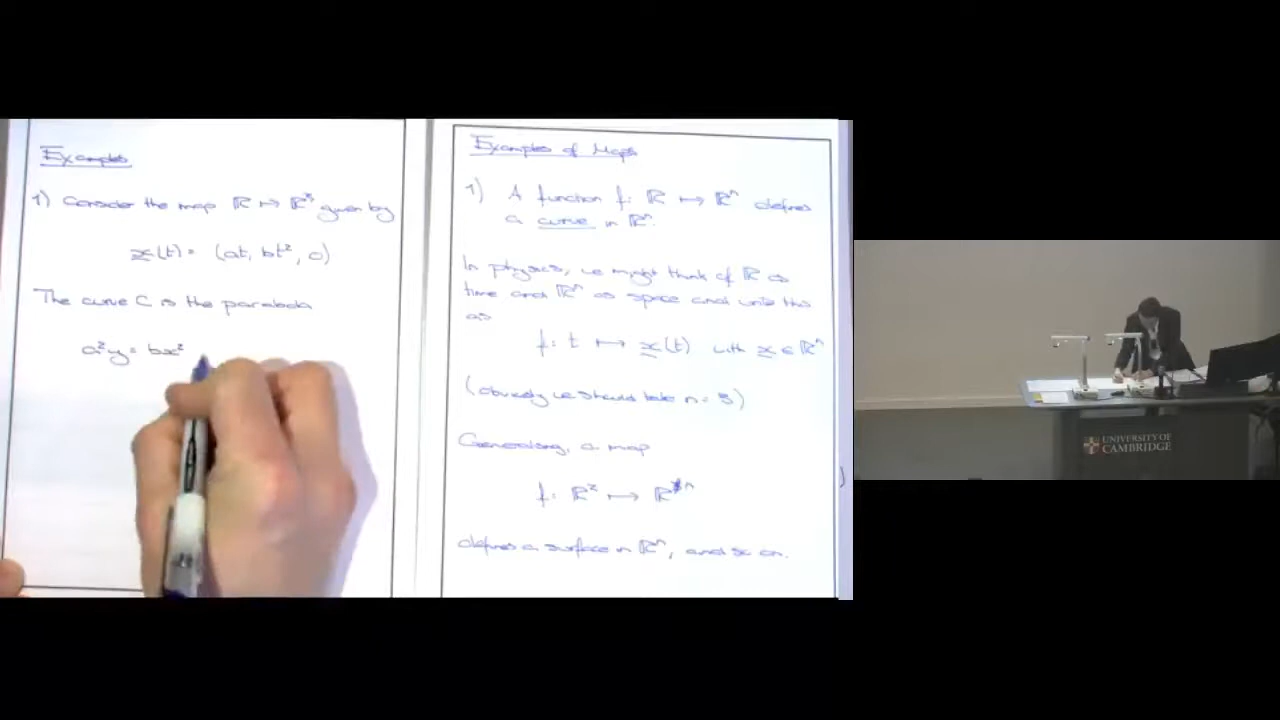 Examples
1) Consider the map ℝ ↦ ℝ³ given by
x(t) = (at, bt², 0)
The curve C is the parabola
a²y = bx²
Examples of Maps
1) A function f: ℝ ↦ ℝⁿ defines
a curve in ℝⁿ.
In physics, we might think of ℝ as
time and ℝⁿ as space and write this
as
f: t ↦ x(t) with x ∈ ℝⁿ
(obviously we should take n = 3)
Generalising, a map
f: ℝ² ↦ ℝⁿ
defines a surface in ℝⁿ, and so on.
UNIVERSITY OF
CAMBRIDGE